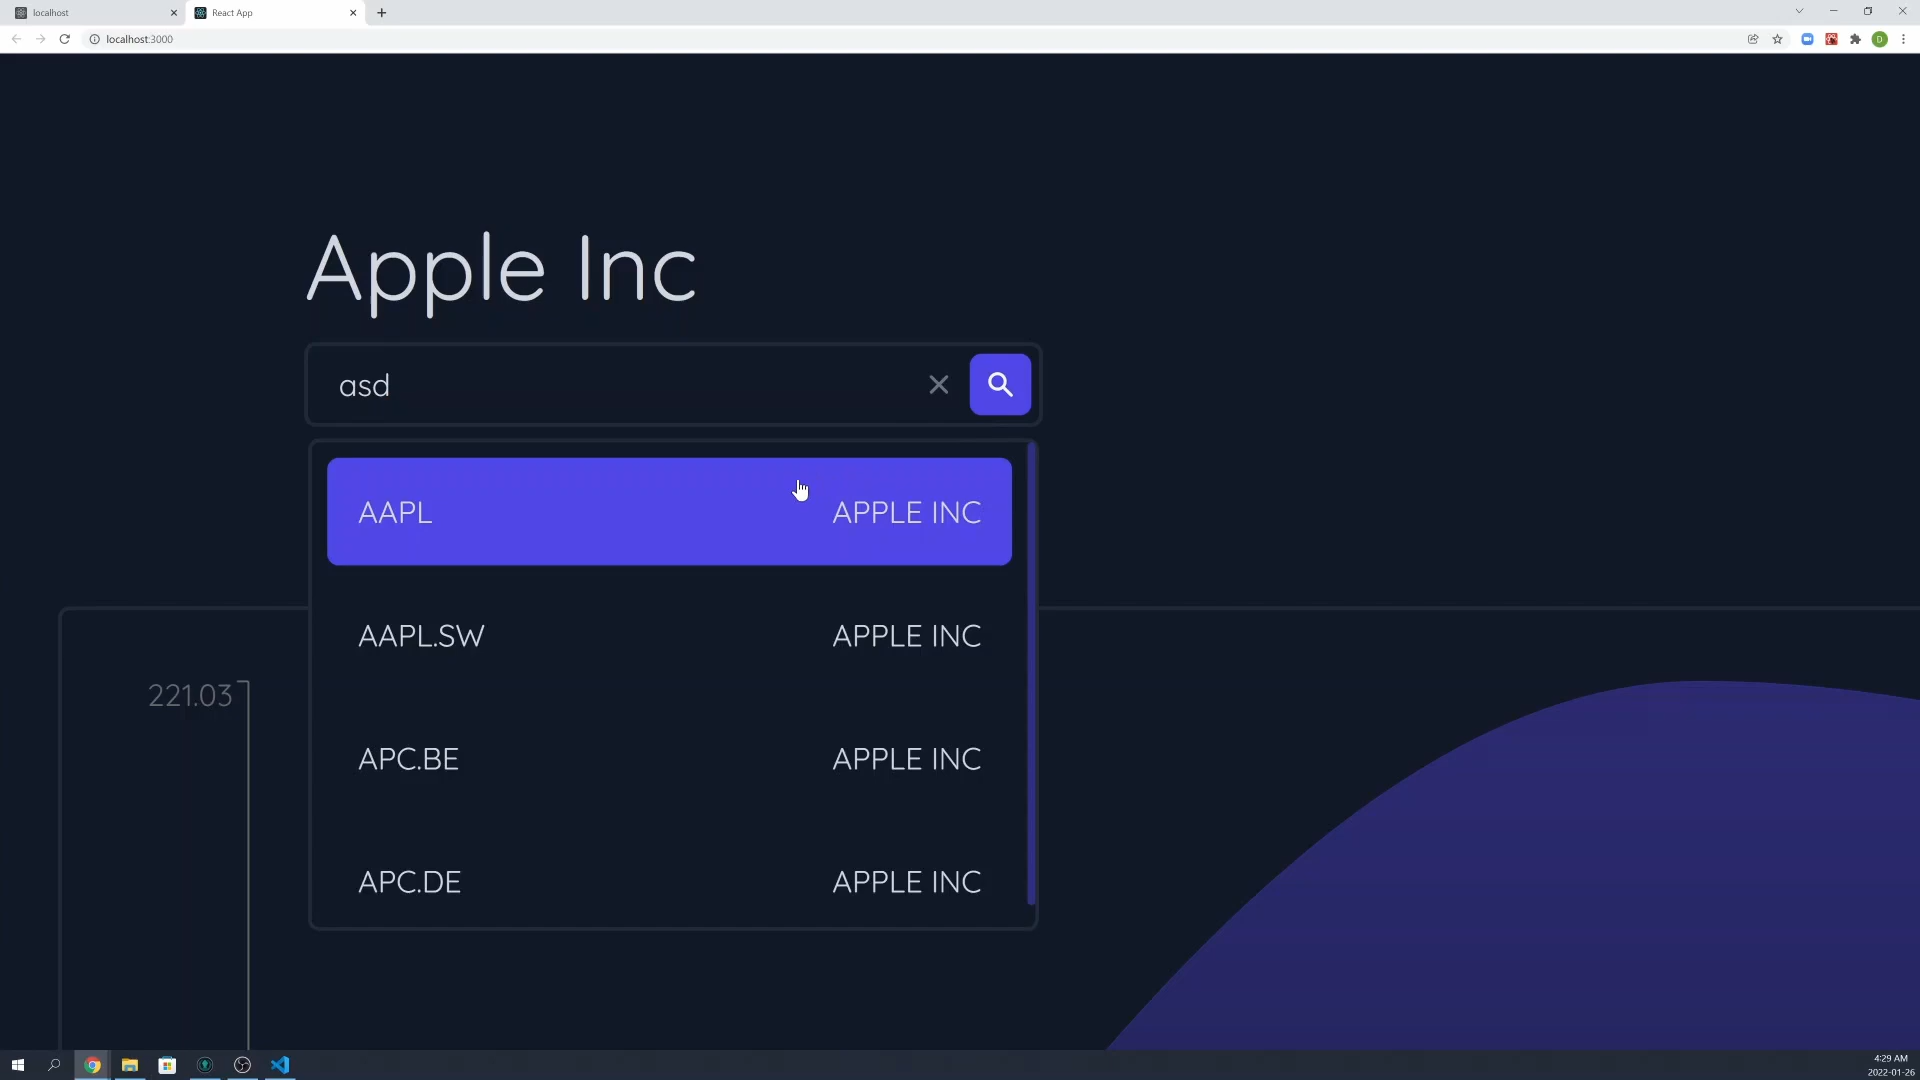 localhost
React App
localhost:3000
D
Apple Inc
asd
AAPL APPLE INC
AAPL.SW APPLE INC
221.03
APC.BE APPLE INC
APC.DE APPLE INC
4:29 AM
2022-01-26